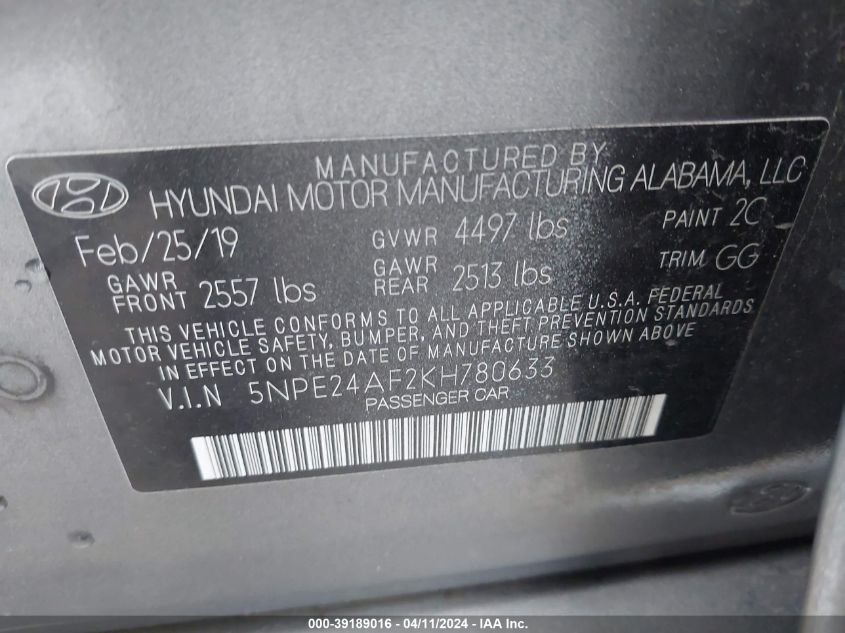 MANUFACTURED BY
HYUNDAI MOTOR MANUFACTURING ALABAMA, LLC
Feb/25/19 GVWR 4497 lbs PAINT 2C
GAWR FRONT 2557 lbs GAWR REAR 2513 lbs TRIM GG
THIS VEHICLE CONFORMS TO ALL APPLICABLE U.S.A. FEDERAL
MOTOR VEHICLE SAFETY, BUMPER, AND THEFT PREVENTION STANDARDS
IN EFFECT ON THE DATE OF MANUFACTURE SHOWN ABOVE
V.I.N 5NPE24AF2KH780633
PASSENGER CAR
000-39189016 - 04/11/2024 - IAA Inc.